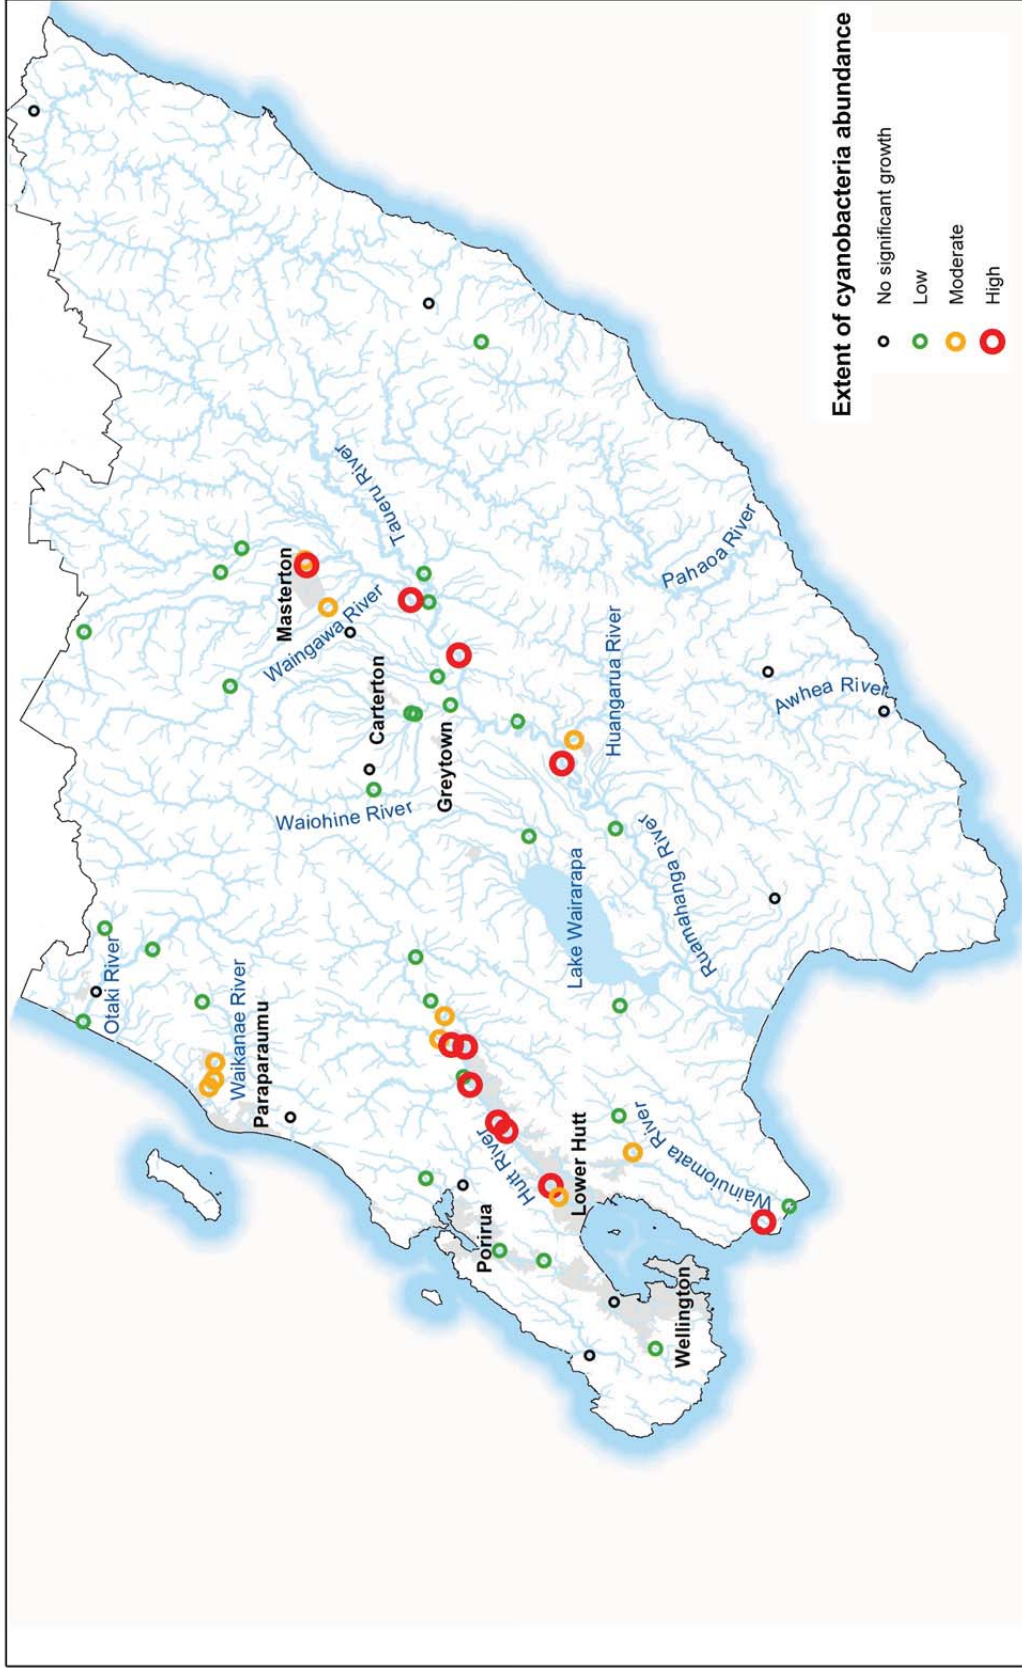 Otaki River
Waikanae River
Paraparaumu
Porirua
Hutt River
Lower Hutt
Wellington
Wainuiomata River
Masterton
Waingawa River
Taueru River
Carterton
Greytown
Waiohine River
Lake Wairarapa
Huangarua River
Ruamahanga River
Pahaoa River
Awhea River
Extent of cyanobacteria abundance
No significant growth
Low
Moderate
High